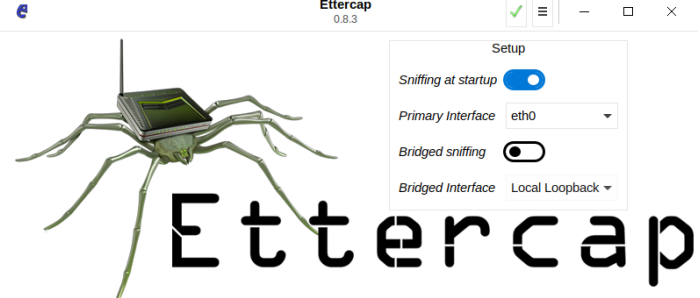 Ettercap
0.8.3
Setup
Sniffing at startup
Primary Interface eth0
Bridged sniffing
Bridged Interface Local Loopback
Ettercap